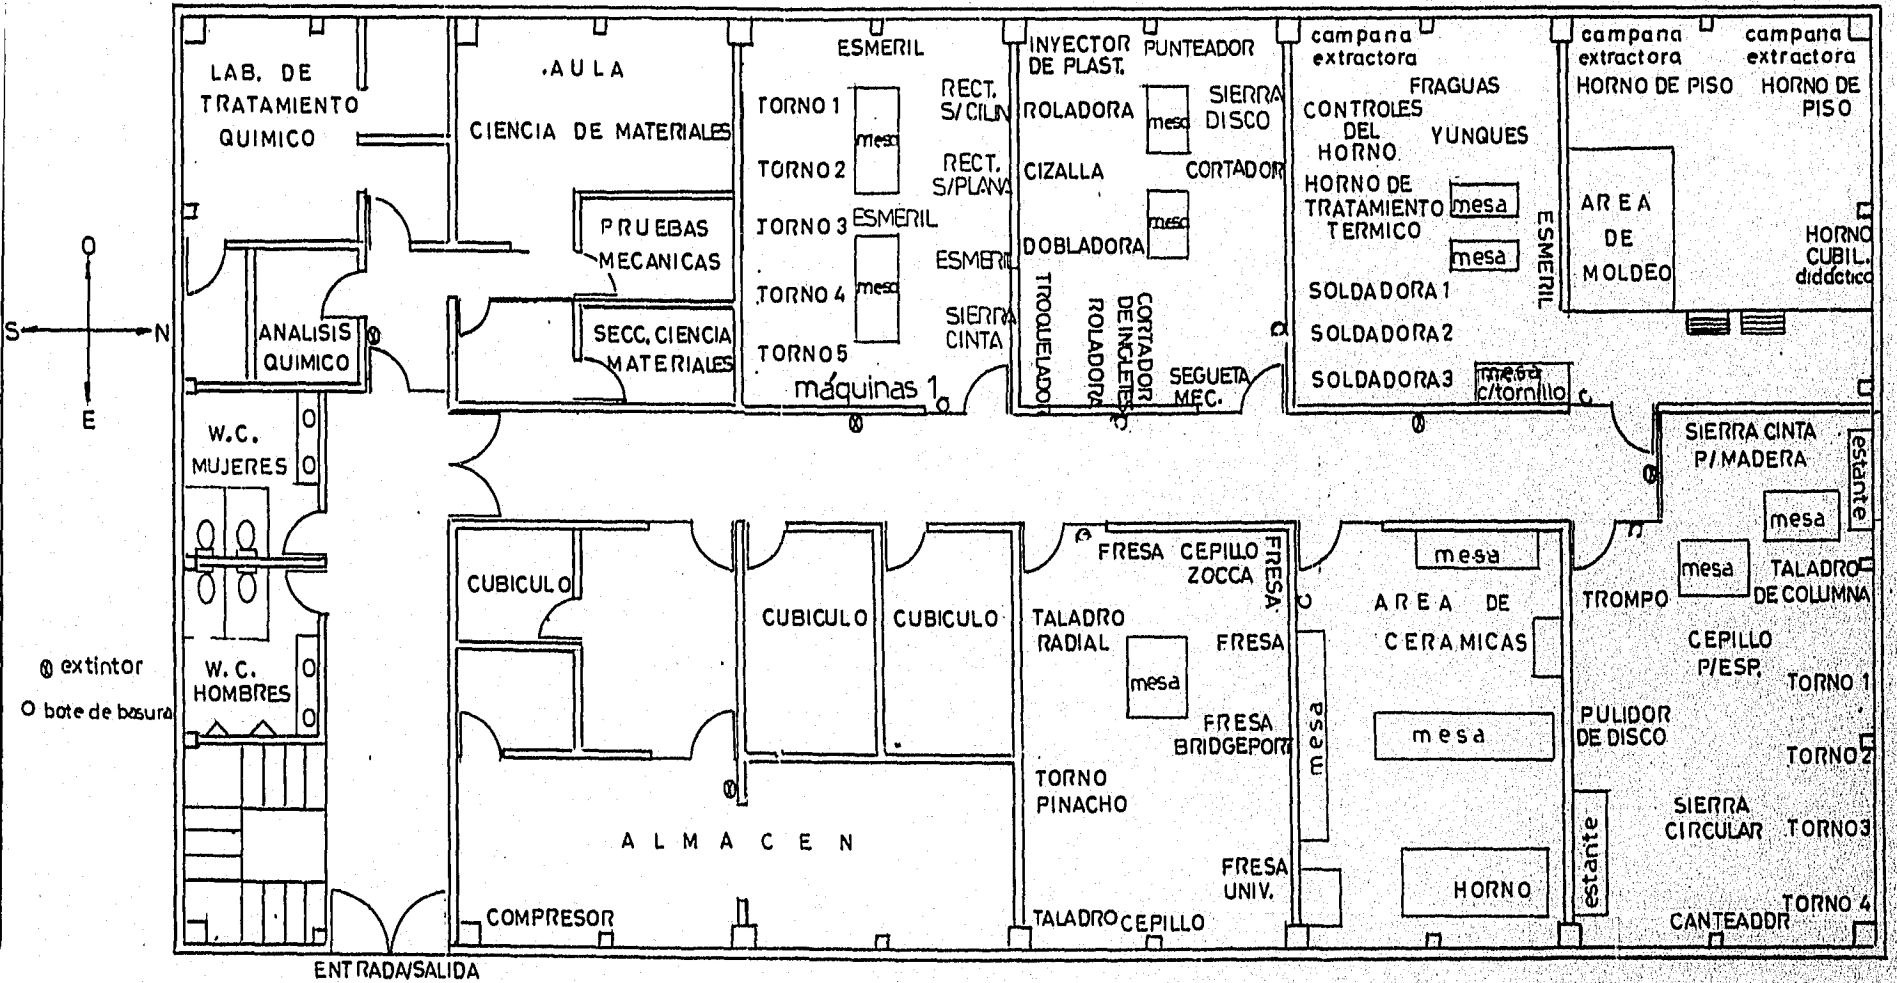 LAB. DE
TRATAMIENTO
QUIMICO
.AULA
CIENCIA DE MATERIALES
PRUEBAS
MECANICAS
SECC. CIENCIA
MATERIALES
ANALISIS
QUIMICO
O
S
N
E
ESMERIL
TORNO 1
mesa
RECT.
S/CILIN
TORNO 2
RECT.
S/PLANA
TORNO 3
ESMERIL
ESMERIL
TORNO 4
mesa
SIERRA
CINTA
TORNO 5
máquinas 1
INYECTOR
DE PLAST.
PUNTEADOR
ROLADORA
mesa
SIERRA
DISCO
CIZALLA
CORTADOR
mesa
DOBLADORA
TROQUELADOR
ROLADORA
CORTADOR
DE INGLETES
SEGUETA
MEC.
campana
extractora
FRAGUAS
CONTROLES
DEL
HORNO
YUNQUES
HORNO DE
TRATAMIENTO
TERMICO
mesa
mesa
ESMERIL
SOLDADORA 1
SOLDADORA 2
SOLDADORA 3
mesa
c/tornillo
campana
extractora
HORNO DE PISO
campana
extractora
HORNO DE
PISO
AREA
DE
MOLDEO
HORNO
CUBIL.
didactico
W.C.
MUJERES
W.C.
HOMBRES
extintor
bote de basura
CUBICULO
CUBICULO
CUBICULO
ALMACEN
COMPRESOR
ENTRADA/SALIDA
FRESA
CEPILLO
ZOCCA
FRESA
TALADRO
RADIAL
FRESA
mesa
FRESA
BRIDGEPORT
TORNO
PINACHO
FRESA
UNIV.
TALADRO
CEPILLO
mesa
AREA DE
CERAMICAS
mesa
mesa
HORNO
SIERRA CINTA
P/MADERA
estante
mesa
mesa
TALADRO
DE COLUMNA
TROMPO
CEPILLO
P/ESP.
TORNO 1
PULIDOR
DE DISCO
TORNO 2
SIERRA
CIRCULAR
TORNO3
estante
TORNO 4
CANTEADOR